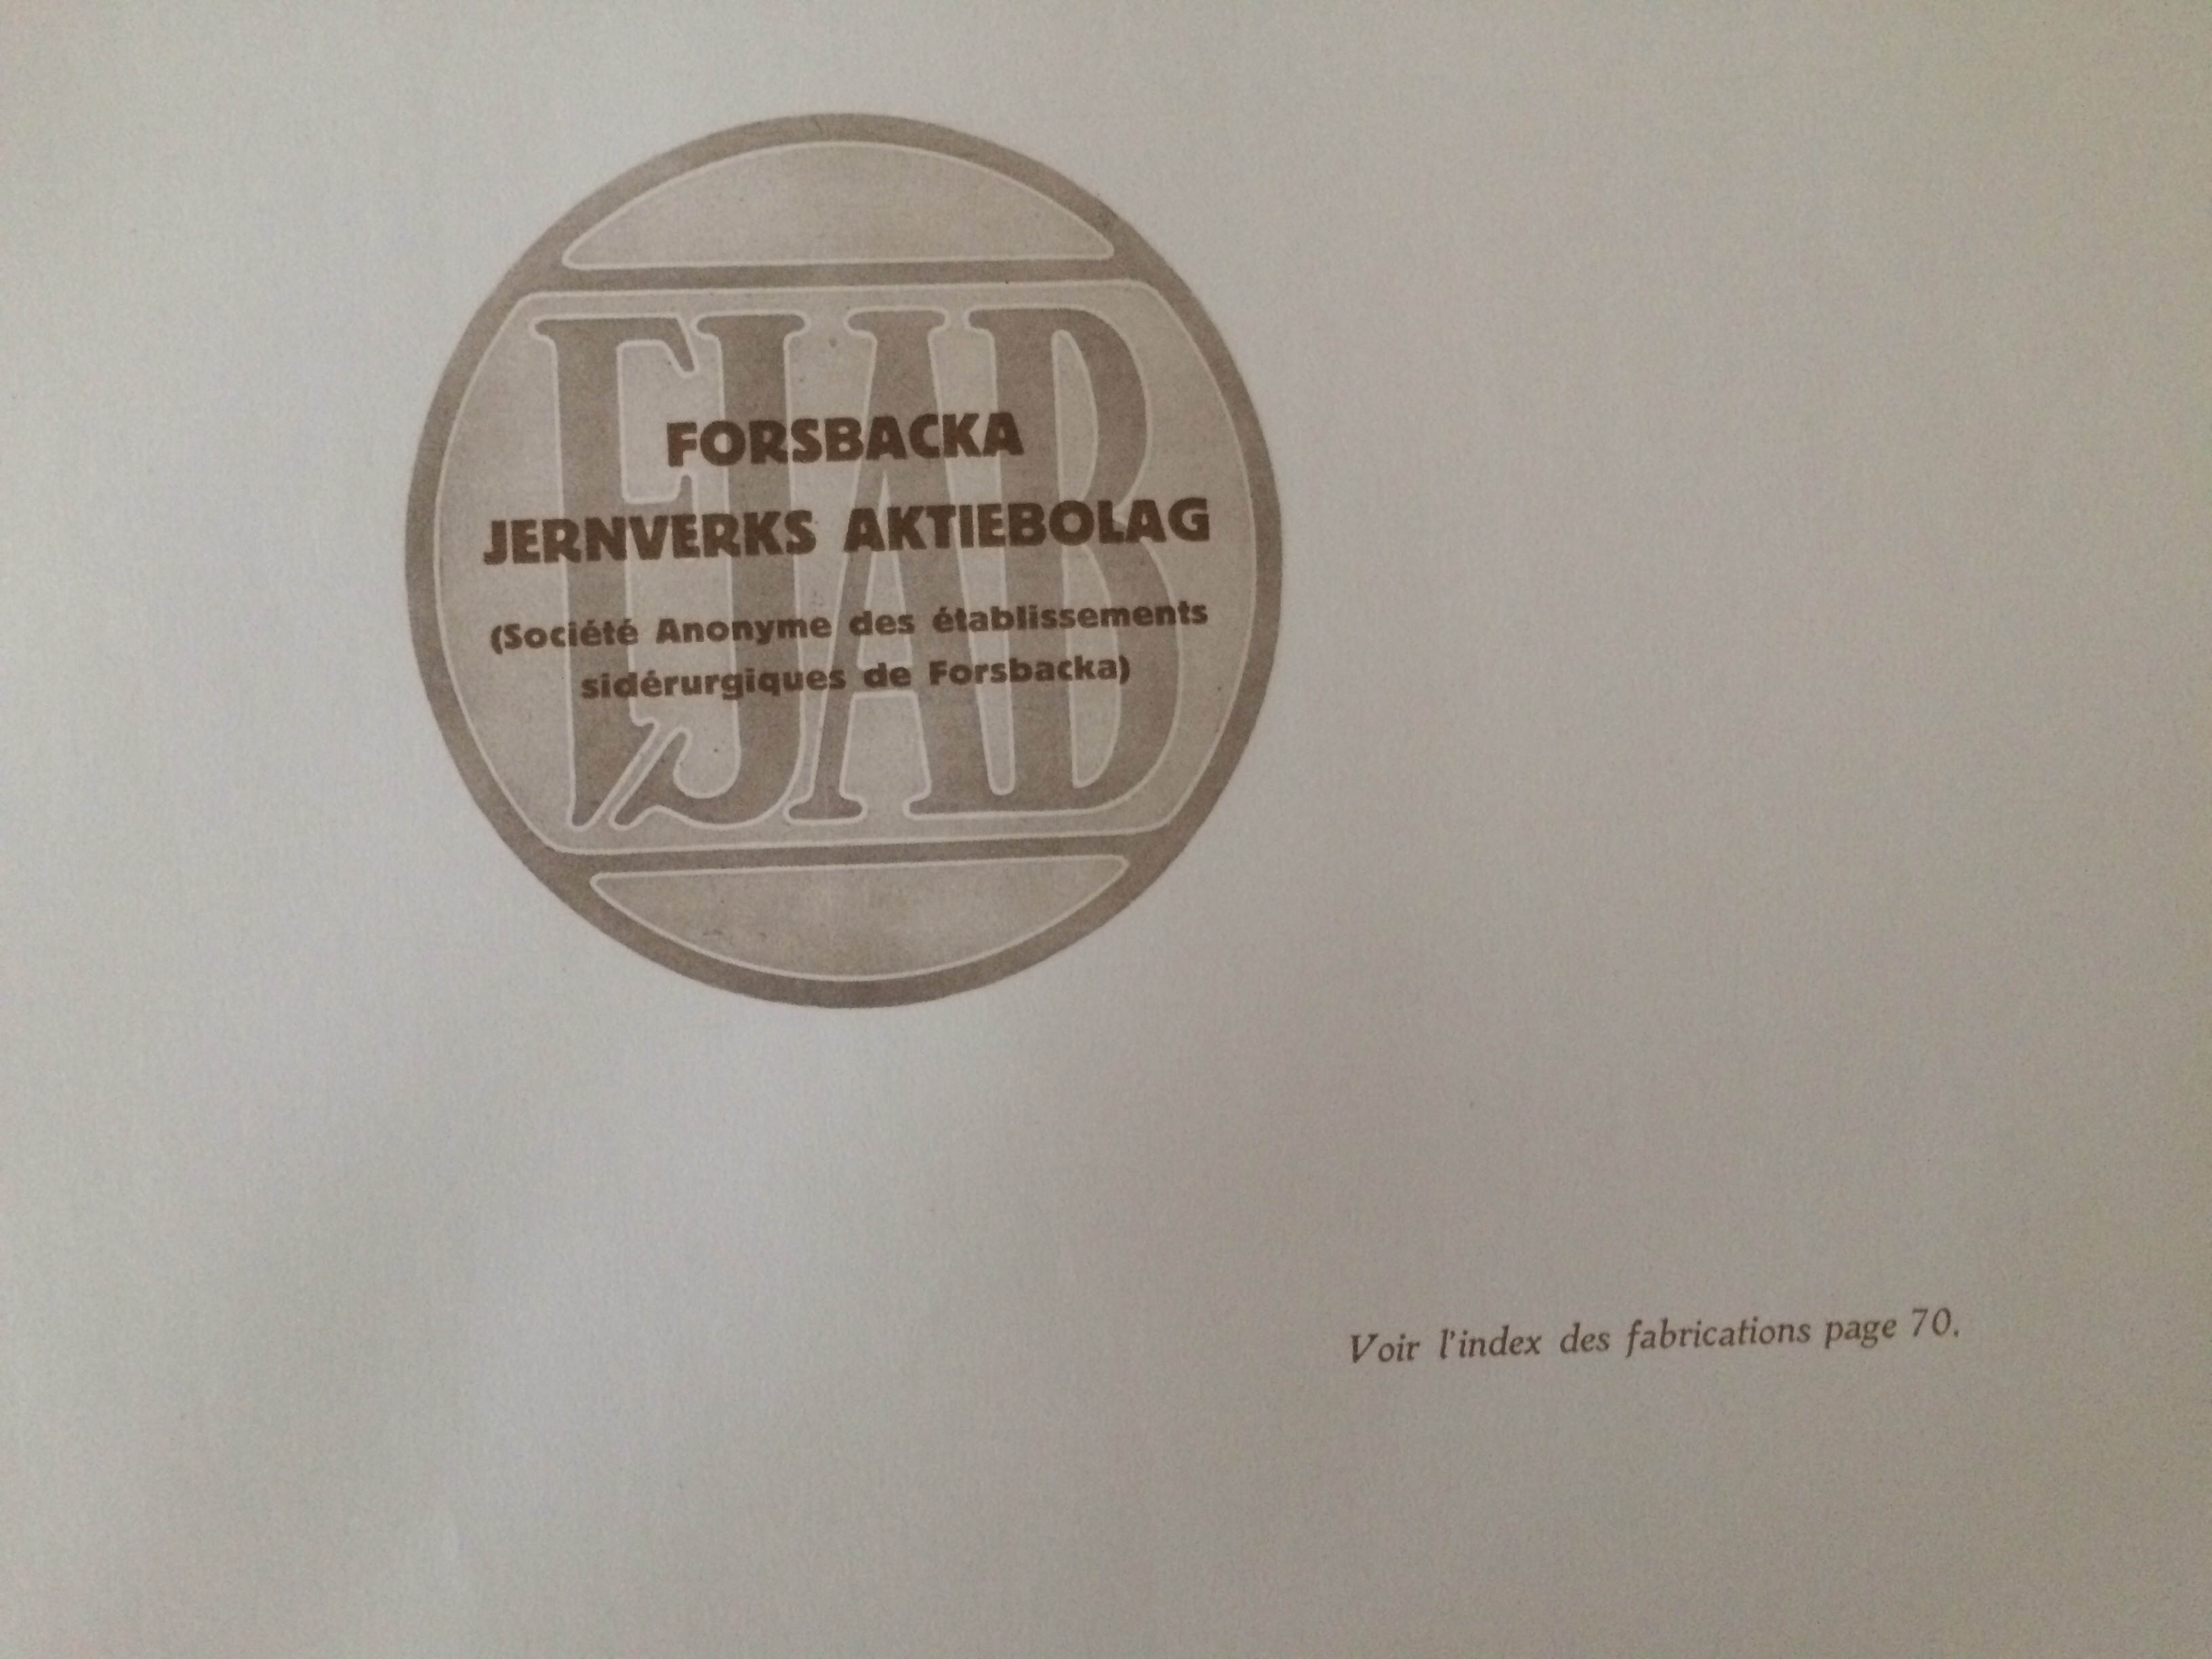 FJAB
FORSBACKA
JERNVERKS AKTIEBOLAG
(Société Anonyme des établissements
sidérurgiques de Forsbacka)
Voir l'index des fabrications page 70.